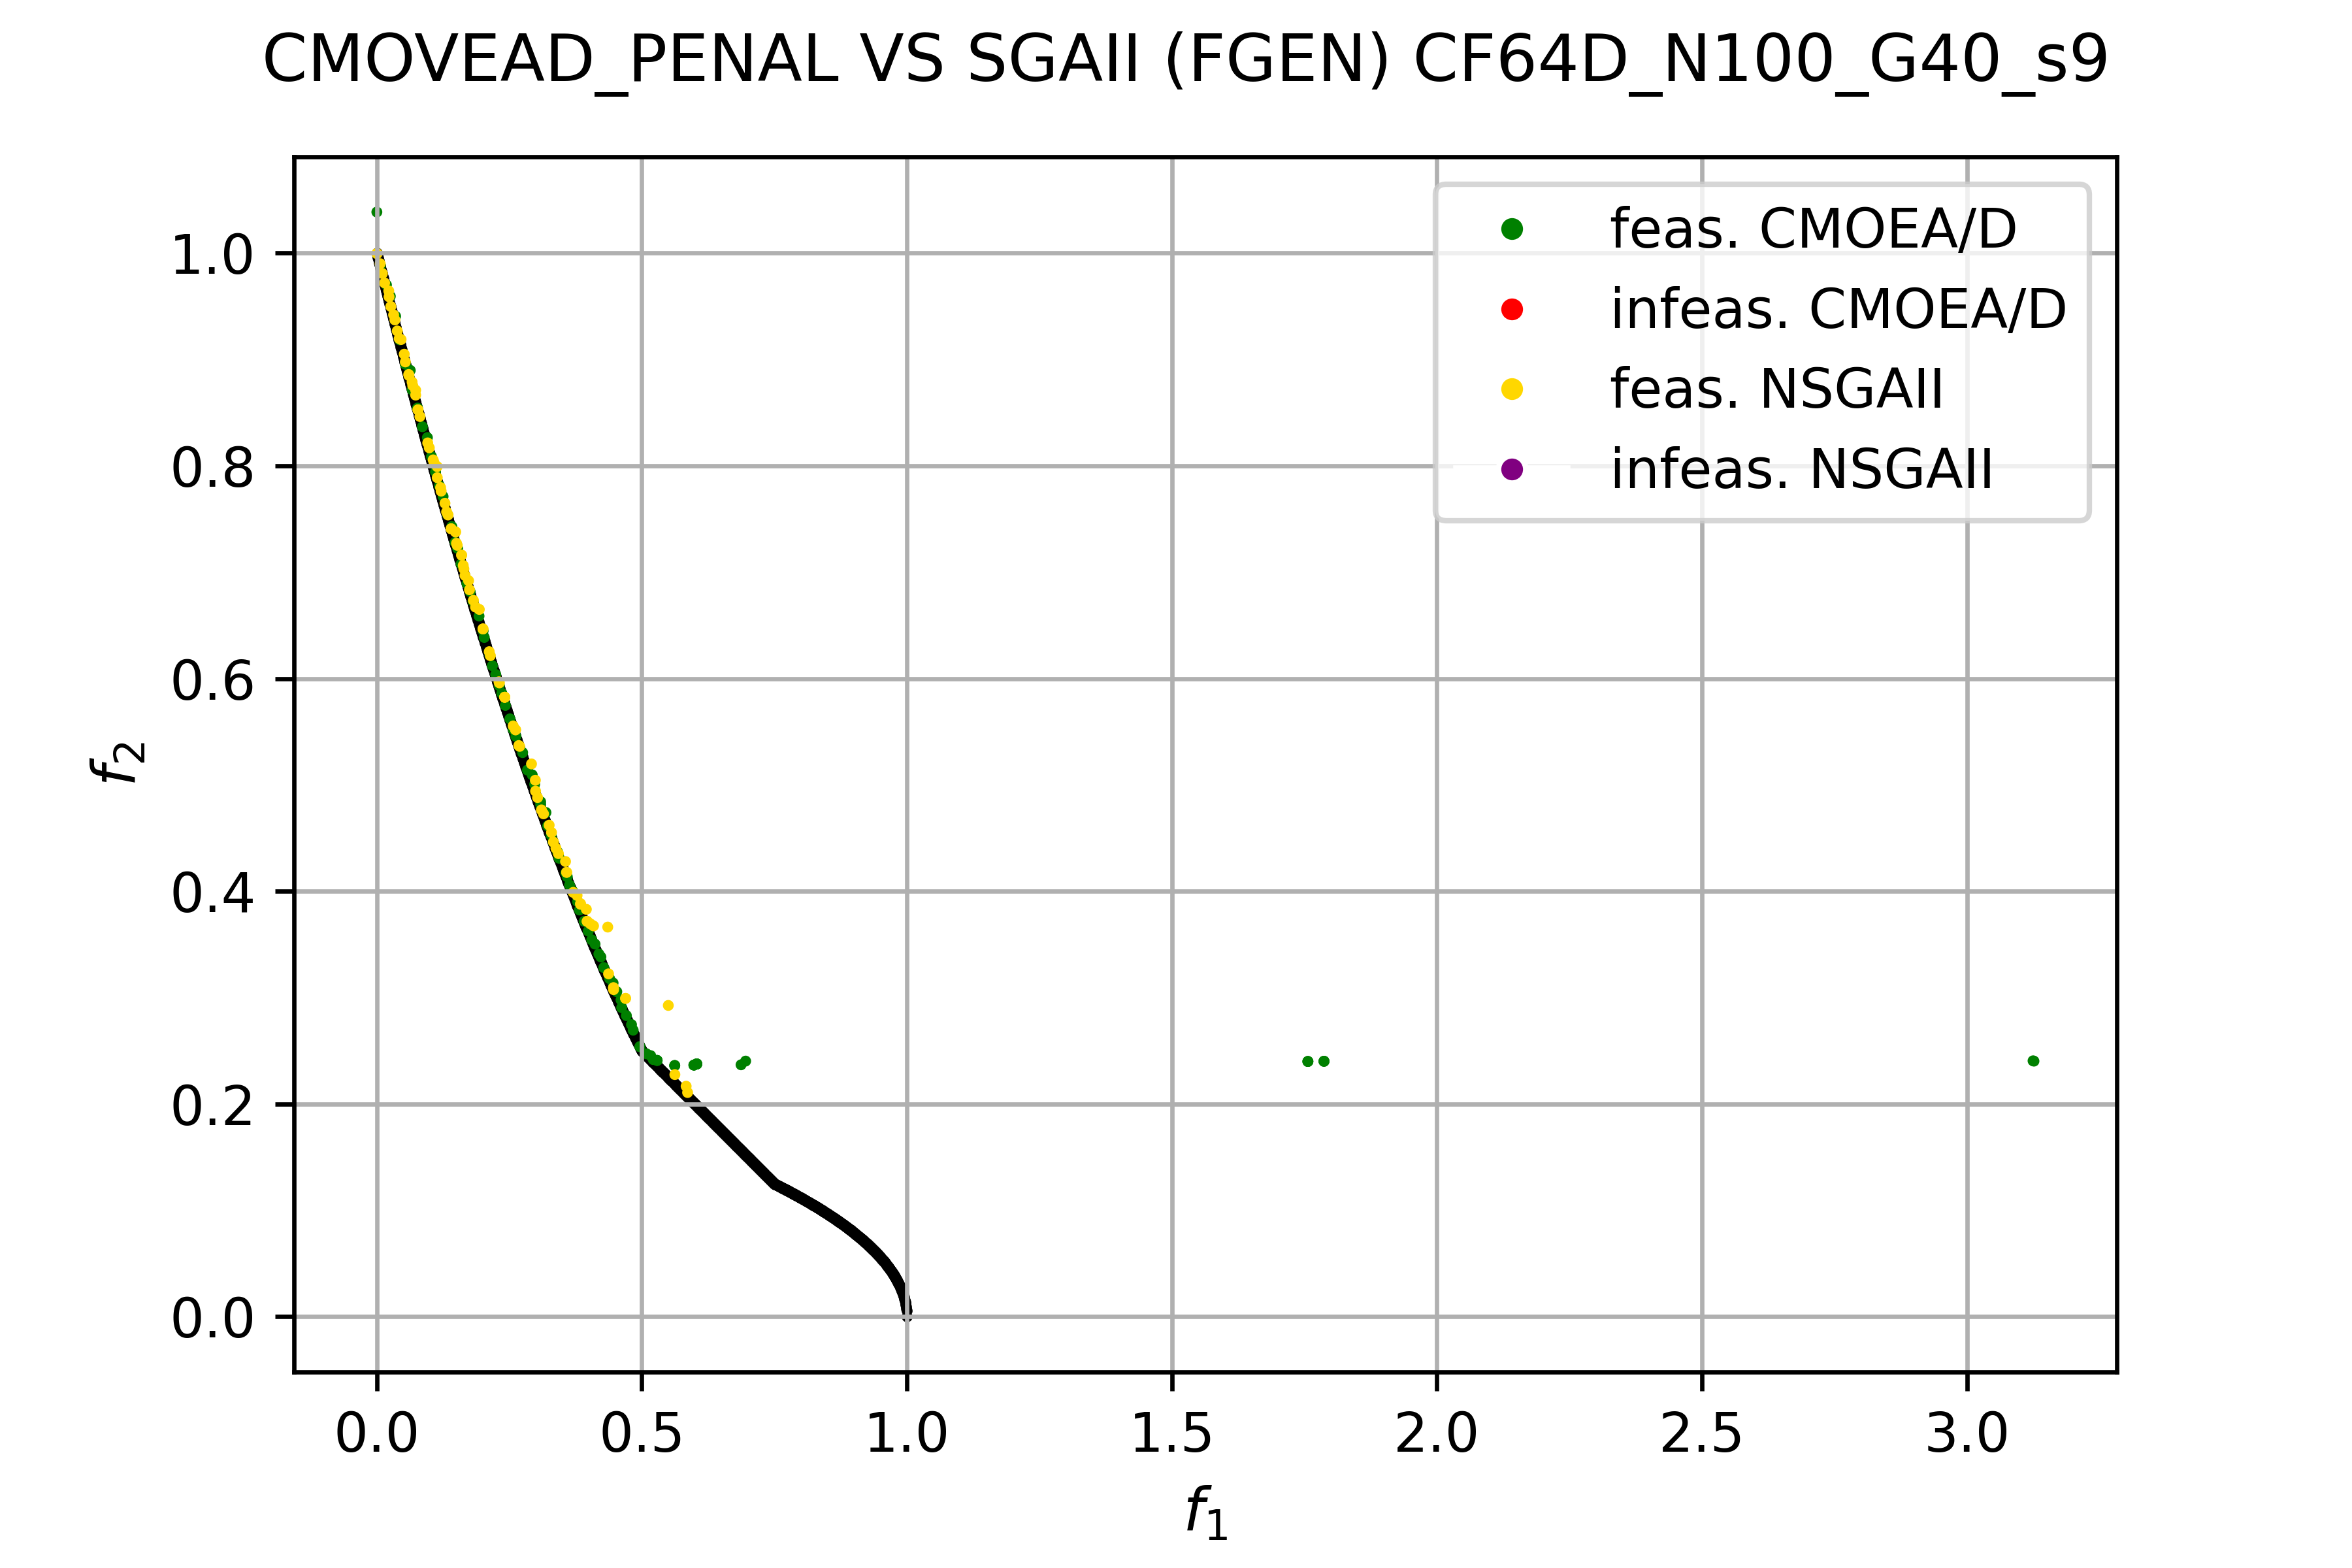 CMOVEAD_PENAL VS SGAII (FGEN) CF64D_N100_G40_s9
feas. CMOEA/D
infeas. CMOEA/D
feas. NSGAII
infeas. NSGAII
1.0
0.8
0.6
0.4
0.2
0.0
f2
0.0 0.5 1.0 1.5 2.0 2.5 3.0
f1